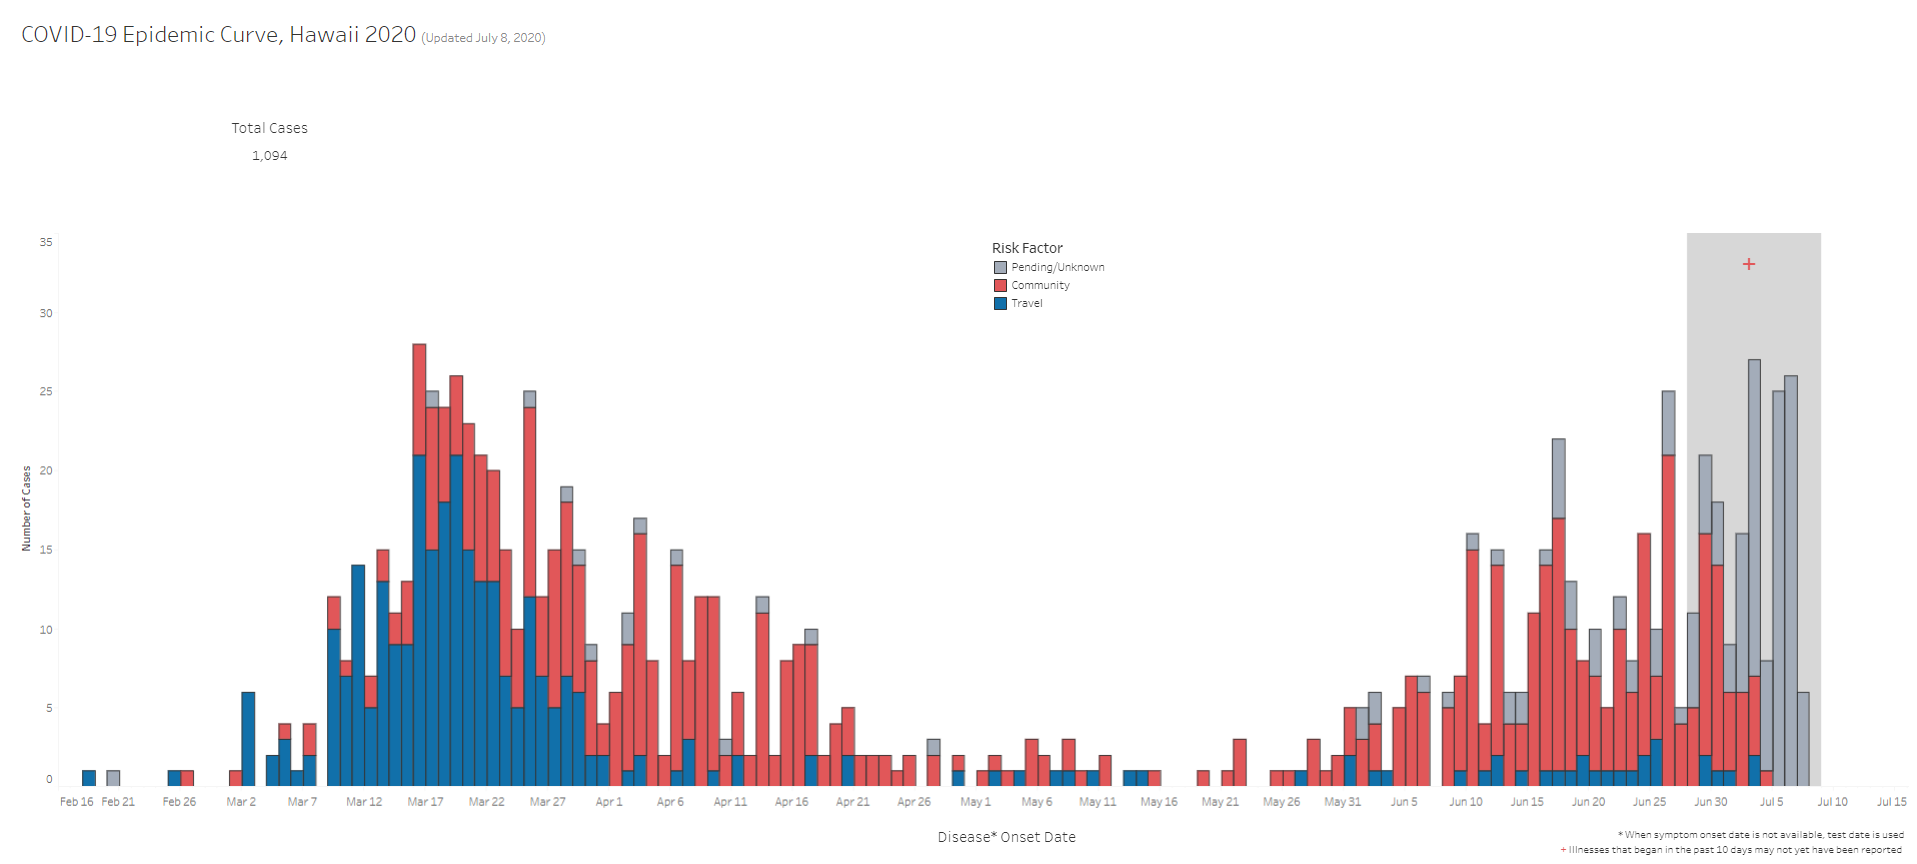 COVID-19 Epidemic Curve, Hawaii 2020 (Updated July 8, 2020)
Total Cases
1,094
Risk Factor
Pending/Unknown
Community
Travel
+
35
30
25
20
15
10
5
0
Number of Cases
Feb 16 Feb 21 Feb 26 Mar 2 Mar 7 Mar 12 Mar 17 Mar 22 Mar 27 Apr 1 Apr 6 Apr 11 Apr 16 Apr 21 Apr 26 May 1 May 6 May 11 May 16 May 21 May 26 May 31 Jun 5 Jun 10 Jun 15 Jun 20 Jun 25 Jun 30 Jul 5 Jul 10 Jul 15
Disease* Onset Date
* When symptom onset date is not available, test date is used
+ Illnesses that began in the past 10 days may not yet have been reported